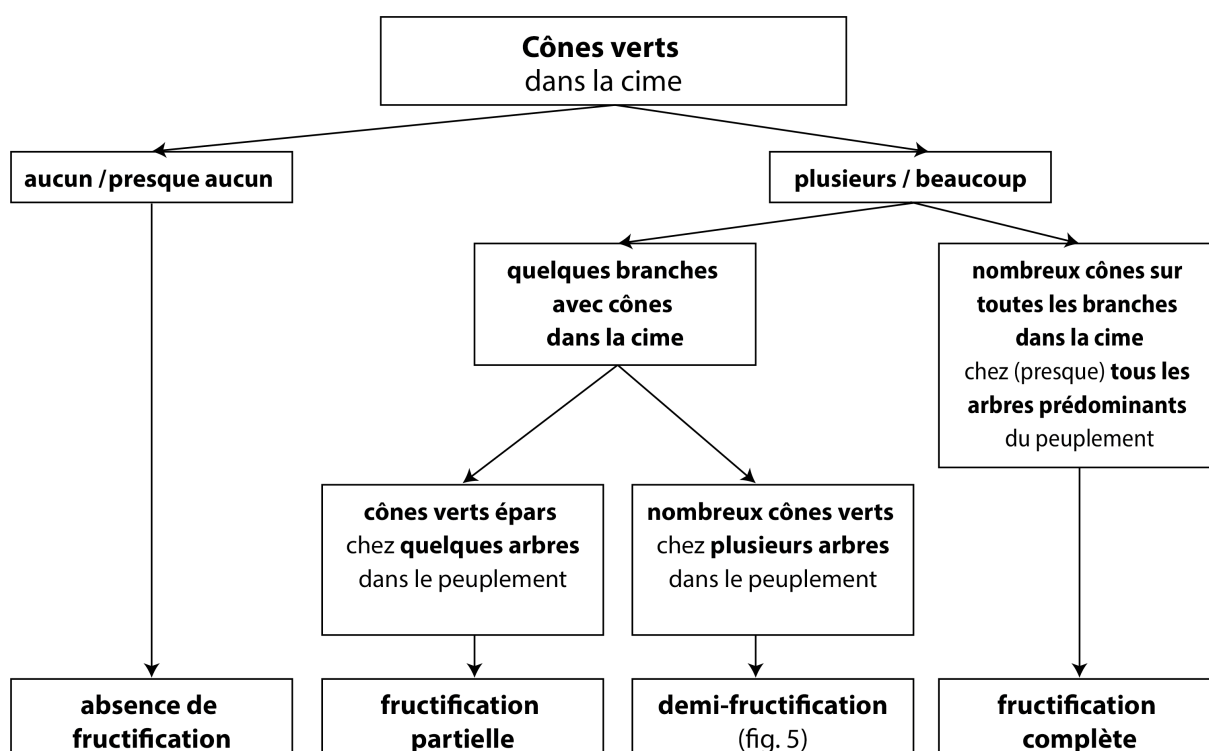 Cônes verts
dans la cime
aucun /presque aucun
plusieurs / beaucoup
quelques branches
avec cônes
dans la cime
nombreux cônes sur
toutes les branches
dans la cime
chez (presque) tous les
arbres prédominants
du peuplement
cônes verts épars
chez quelques arbres
dans le peuplement
nombreux cônes verts
chez plusieurs arbres
dans le peuplement
absence de
fructification
fructification
partielle
demi-fructification
(fig. 5)
fructification
complète